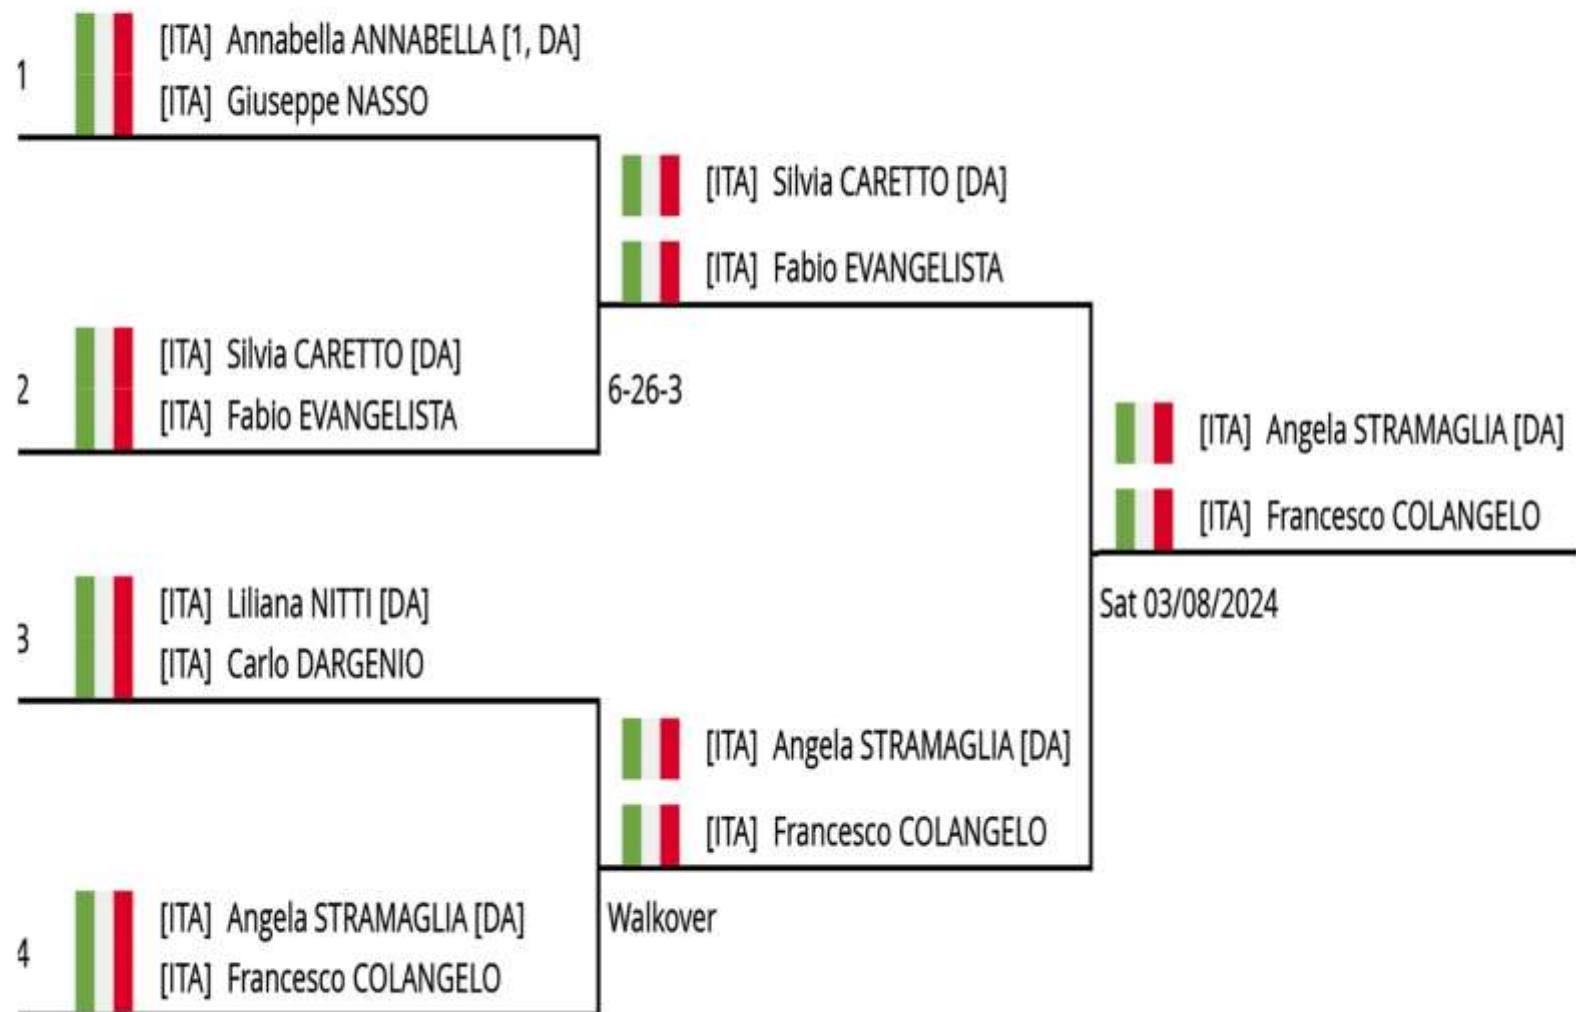 1
[ITA] Annabella ANNABELLA [1, DA]
[ITA] Giuseppe NASSO
[ITA] Silvia CARETTO [DA]
[ITA] Fabio EVANGELISTA
2
[ITA] Silvia CARETTO [DA]
[ITA] Fabio EVANGELISTA
6-26-3
[ITA] Angela STRAMAGLIA [DA]
[ITA] Francesco COLANGELO
Sat 03/08/2024
3
[ITA] Liliana NITTI [DA]
[ITA] Carlo DARGENIO
[ITA] Angela STRAMAGLIA [DA]
[ITA] Francesco COLANGELO
Walkover
4
[ITA] Angela STRAMAGLIA [DA]
[ITA] Francesco COLANGELO